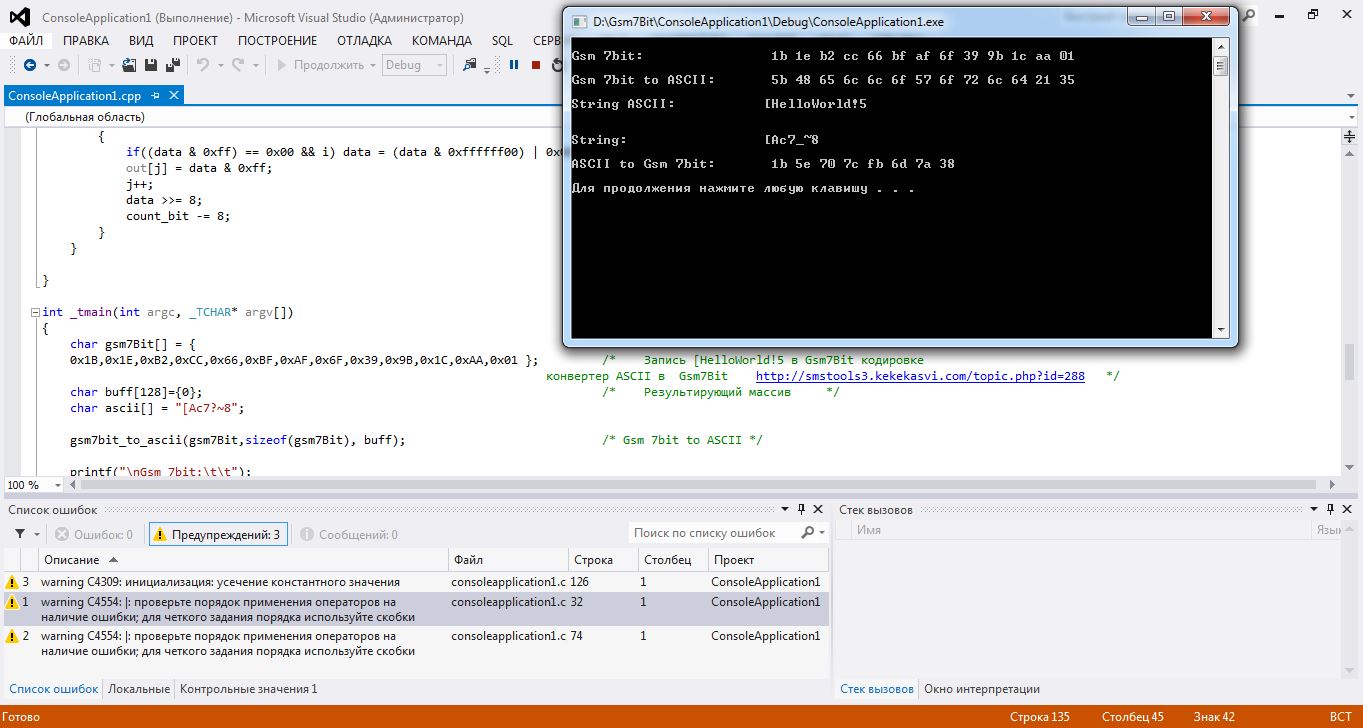 ConsoleApplication1 (Выполнение) - Microsoft Visual Studio (Администратор)
ФАЙЛ ПРАВКА ВИД ПРОЕКТ ПОСТРОЕНИЕ ОТЛАДКА КОМАНДА SQL СЕРВ
Продолжить Debug
ConsoleApplication1.cpp
(Глобальная область)
{
if((data & 0xff) == 0x00 && i) data = (data & 0xffffff00) | 0x
out[j] = data & 0xff;
j++;
data >>= 8;
count_bit -= 8;
}
}
}
int _tmain(int argc, _TCHAR* argv[])
{
char gsm7Bit[] = {
0x1B,0x1E,0xB2,0xCC,0x66,0xBF,0xAF,0x6F,0x39,0x9B,0x1C,0xAA,0x01 }; /* Запись [HelloWorld!5 в Gsm7Bit кодировке
конвертер ASCII в Gsm7Bit http://smstools3.kekekasvi.com/topic.php?id=288 */
char buff[128]={0}; /* Результирующий массив */
char ascii[] = "[Ac7?~8";
gsm7bit_to_ascii(gsm7Bit,sizeof(gsm7Bit), buff); /* Gsm 7bit to ASCII */
printf("\nGsm 7bit:\t\t");
100 %
D:\Gsm7Bit\ConsoleApplication1\Debug\ConsoleApplication1.exe
Gsm 7bit: 1b 1e b2 cc 66 bf af 6f 39 9b 1c aa 01
Gsm 7bit to ASCII: 5b 48 65 6c 6c 6f 57 6f 72 6c 64 21 35
String ASCII: [HelloWorld!5
String: [Ac7_~8
ASCII to Gsm 7bit: 1b 5e 70 7c fb 6d 7a 38
Для продолжения нажмите любую клавишу . . .
Список ошибок
Ошибок: 0 Предупреждений: 3 Сообщений: 0 Поиск по списку ошибок
Описание Файл Строка Столбец Проект
3 warning C4309: инициализация: усечение константного значения consoleapplication1.c 126 1 ConsoleApplication1
1 warning C4554: |: проверьте порядок применения операторов на consoleapplication1.c 32 1 ConsoleApplication1
наличие ошибки; для четкого задания порядка используйте скобки
2 warning C4554: |: проверьте порядок применения операторов на consoleapplication1.c 74 1 ConsoleApplication1
наличие ошибки; для четкого задания порядка используйте скобки
Список ошибок Локальные Контрольные значения 1
Стек вызовов
Имя Язык
Стек вызовов Окно интерпретации
Готово Строка 135 Столбец 45 Знак 42 ВСТ